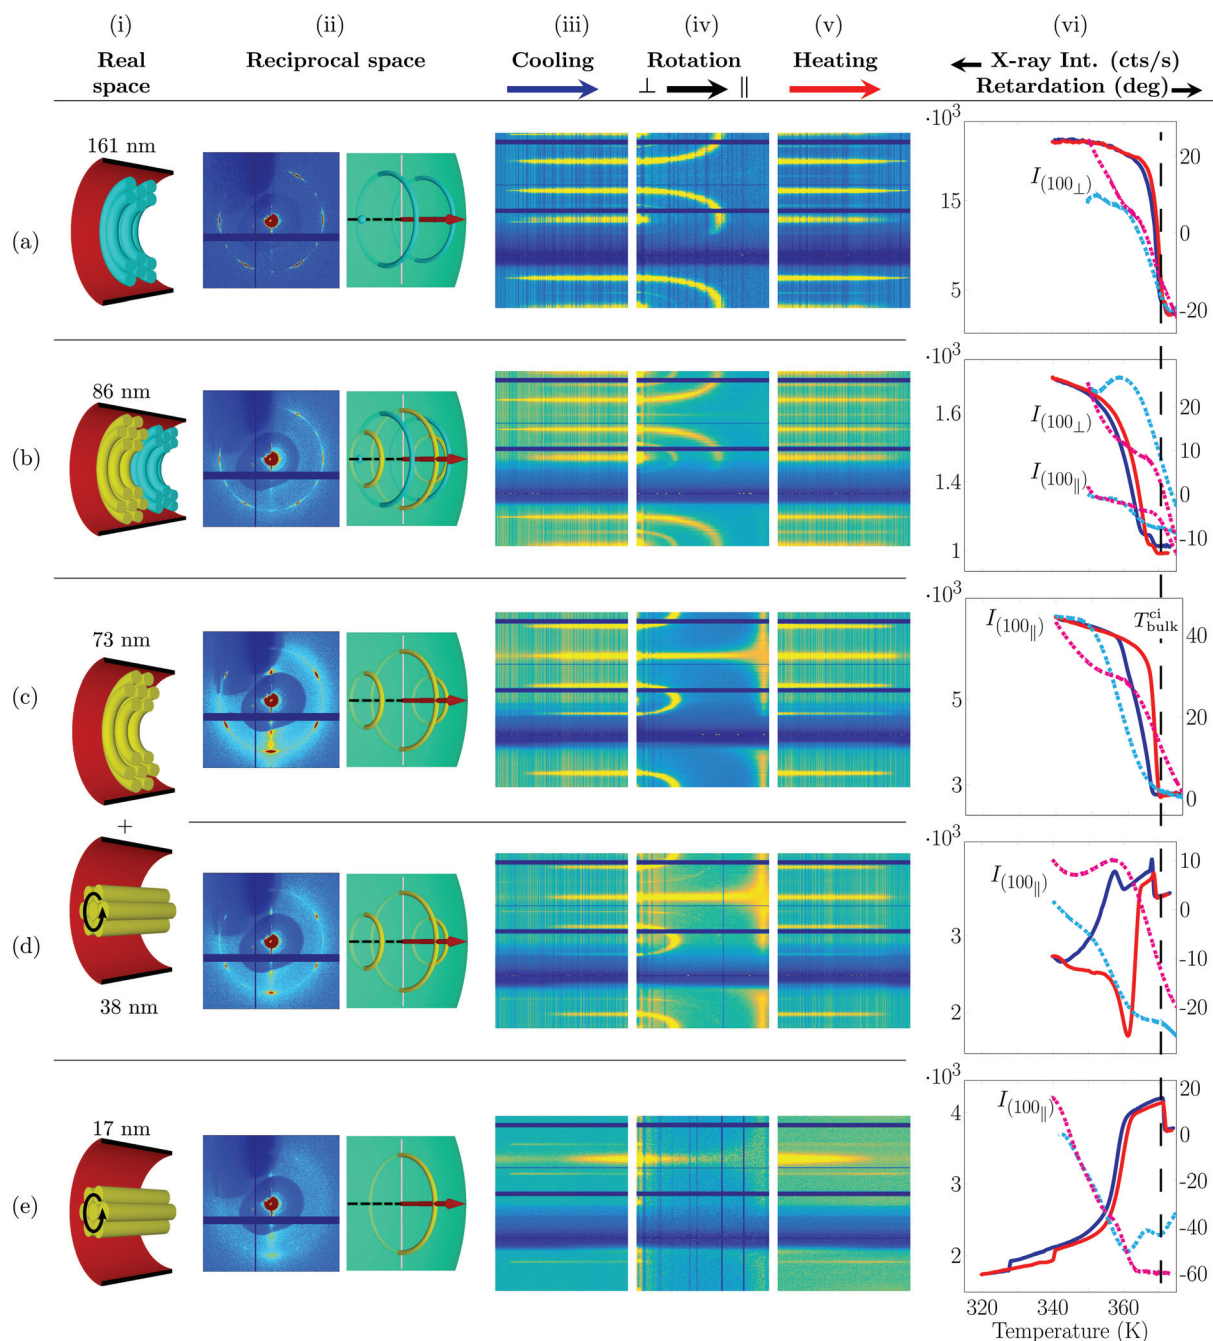 (i) (ii) (iii) (iv) (v) (vi)
Real space Reciprocal space Cooling Rotation Heating X-ray Int. (cts/s)
⊥ ∥ Retardation (deg)
(a) 161 nm
·10³
15
5
20
0
-20
I(100⊥)
(b) 86 nm
·10³
1.6
1.4
1
20
10
0
-10
I(100⊥)
I(100∥)
(c) 73 nm
·10³
5
3
40
20
0
I(100∥)
T_bulk^ci
+
(d) 38 nm
·10³
3
2
10
0
-10
-20
I(100∥)
(e) 17 nm
·10³
4
3
2
20
0
-20
-40
-60
I(100∥)
320 340 360
Temperature (K)